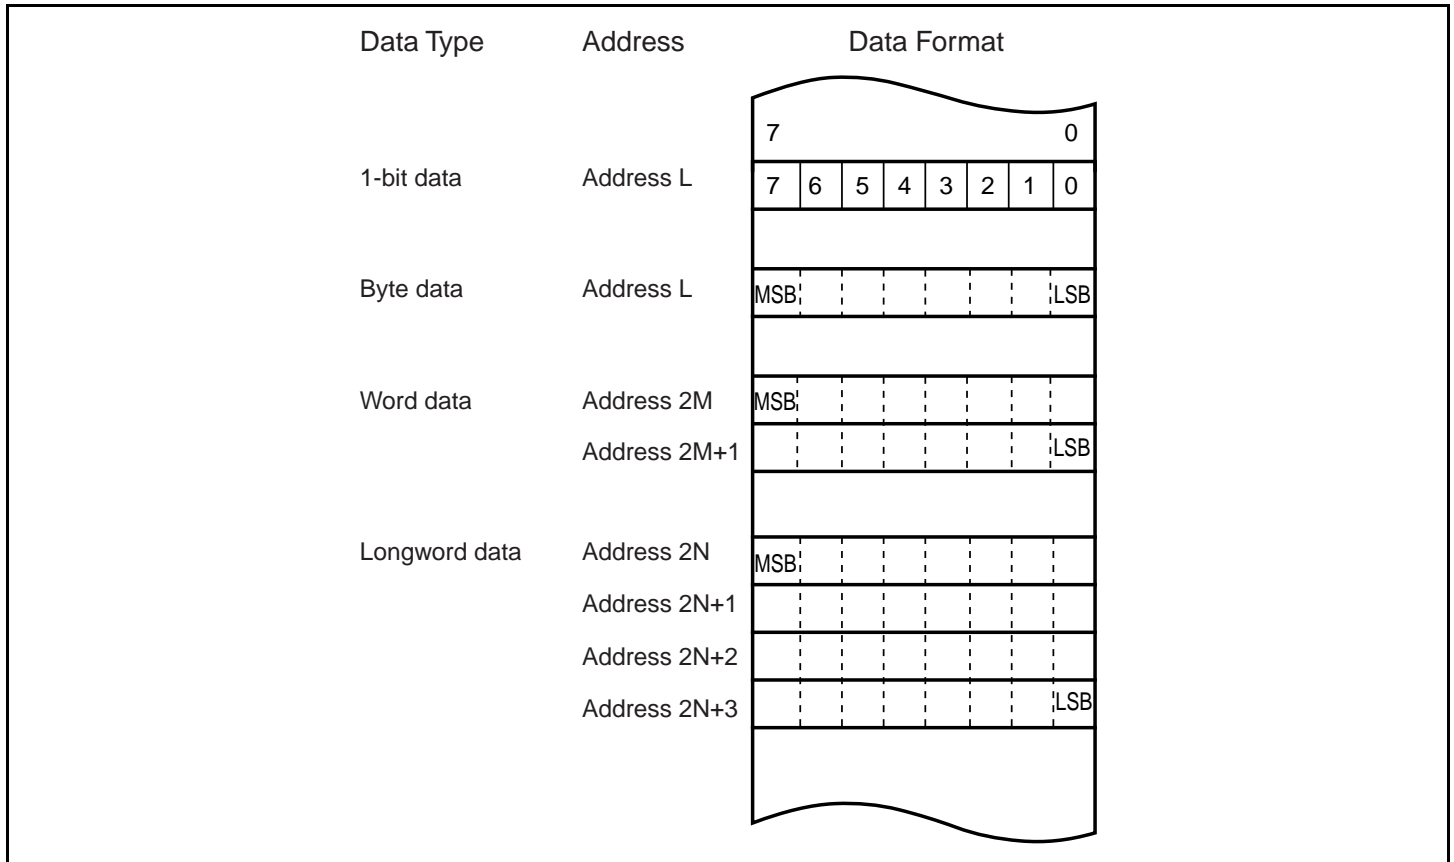 Data Type Address Data Format
7 0
1-bit data Address L 7 6 5 4 3 2 1 0
Byte data Address L MSB LSB
Word data Address 2M MSB
Address 2M+1 LSB
Longword data Address 2N MSB
Address 2N+1
Address 2N+2
Address 2N+3 LSB